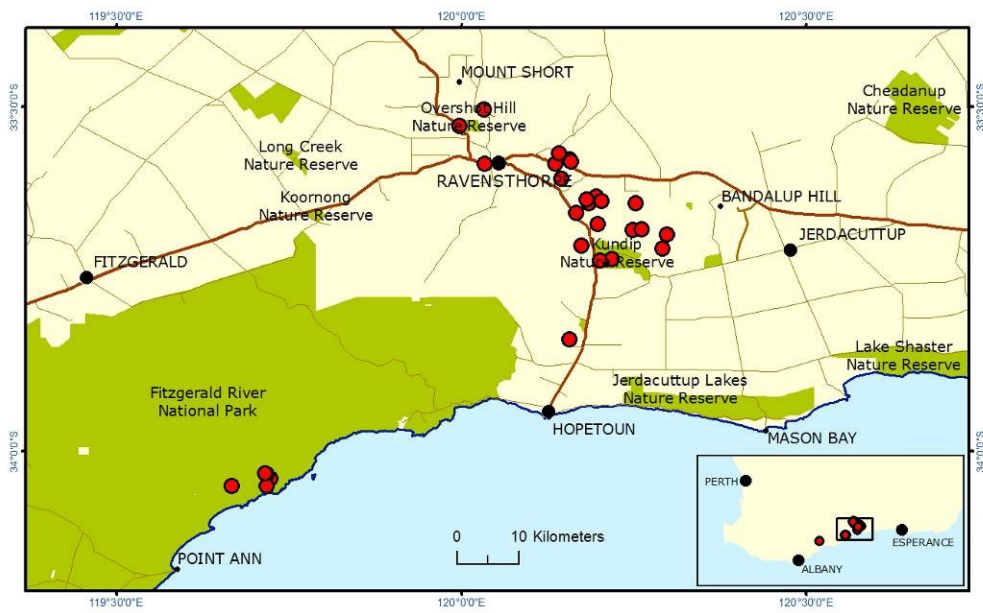 119°30'0"E
120°0'0"E
120°30'0"E
33°30'0"S
34°0'0"S
MOUNT SHORT
Cheadanup
Nature Reserve
Overshot Hill
Nature Reserve
Long Creek
Nature Reserve
RAVENSTHORPE
Koornong
Nature Reserve
BANDALUP HILL
JERDACUTTUP
Kundip
Nature Reserve
FITZGERALD
Lake Shaster
Nature Reserve
Fitzgerald River
National Park
Jerdacuttup Lakes
Nature Reserve
HOPETOUN
MASON BAY
0 10 Kilometers
POINT ANN
PERTH
ESPERANCE
ALBANY
33°30'0"S
34°0'0"S
119°30'0"E
120°0'0"E
120°30'0"E